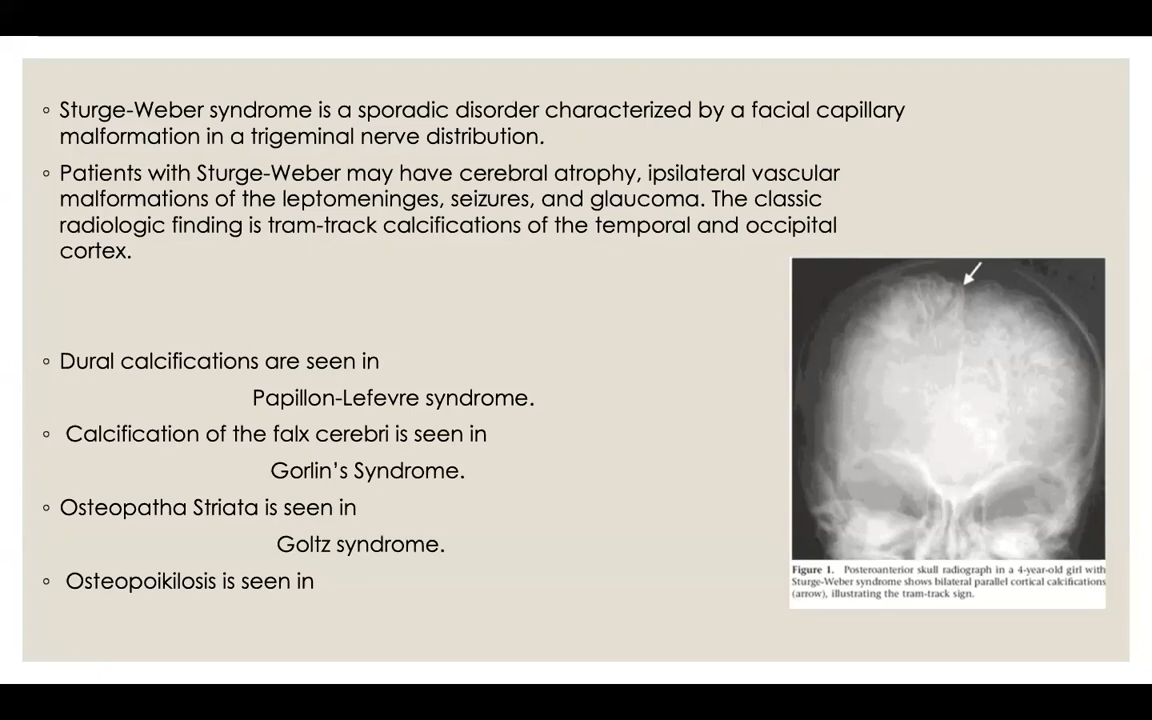 ◦ Sturge-Weber syndrome is a sporadic disorder characterized by a facial capillary
malformation in a trigeminal nerve distribution.
◦ Patients with Sturge-Weber may have cerebral atrophy, ipsilateral vascular
malformations of the leptomeninges, seizures, and glaucoma. The classic
radiologic finding is tram-track calcifications of the temporal and occipital
cortex.
◦ Dural calcifications are seen in
Papillon-Lefevre syndrome.
◦ Calcification of the falx cerebri is seen in
Gorlin's Syndrome.
◦ Osteopatha Striata is seen in
Goltz syndrome.
◦ Osteopoikilosis is seen in
Figure 1. Posteroanterior skull radiograph in a 4-year-old girl with
Sturge-Weber syndrome shows bilateral parallel cortical calcifications
(arrow), illustrating the tram-track sign.